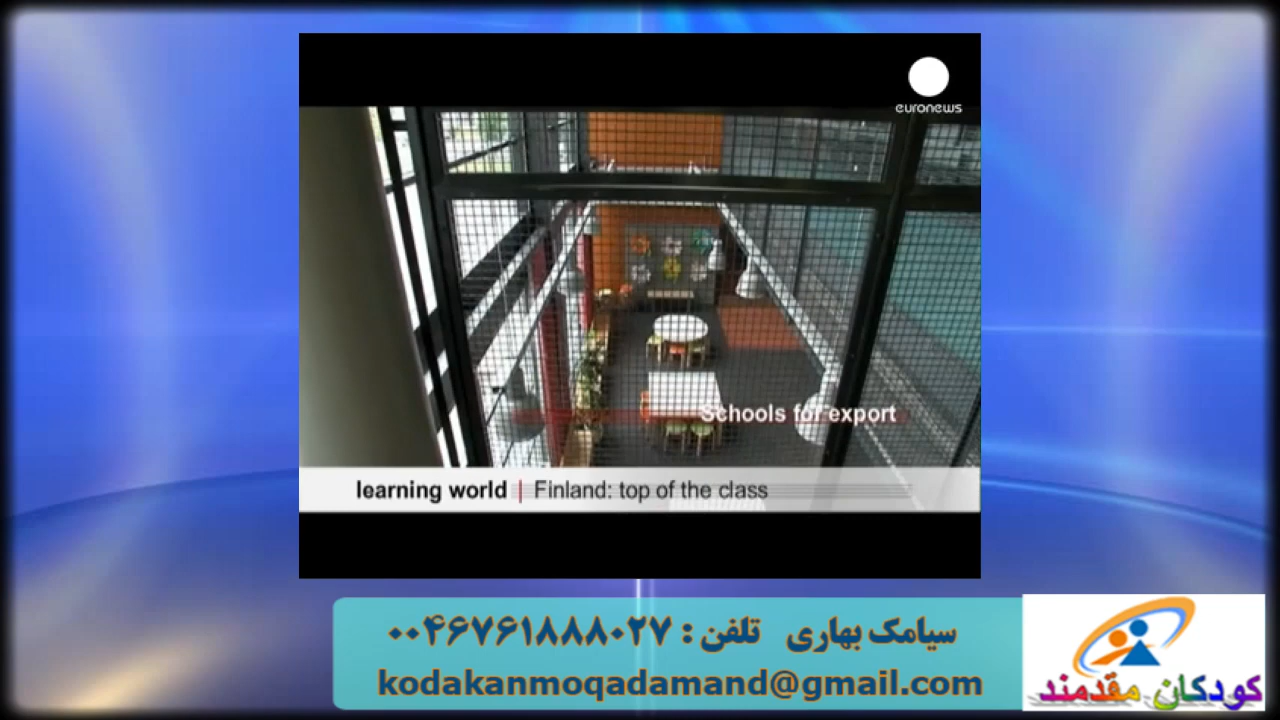 euronews
Schools for export
learning world | Finland: top of the class
سیامک بهاری تلفن : ۰۰۴۶۷۶۱۸۸۸۰۲۷
kodakanmoqadamand@gmail.com
کودکان مقدمند